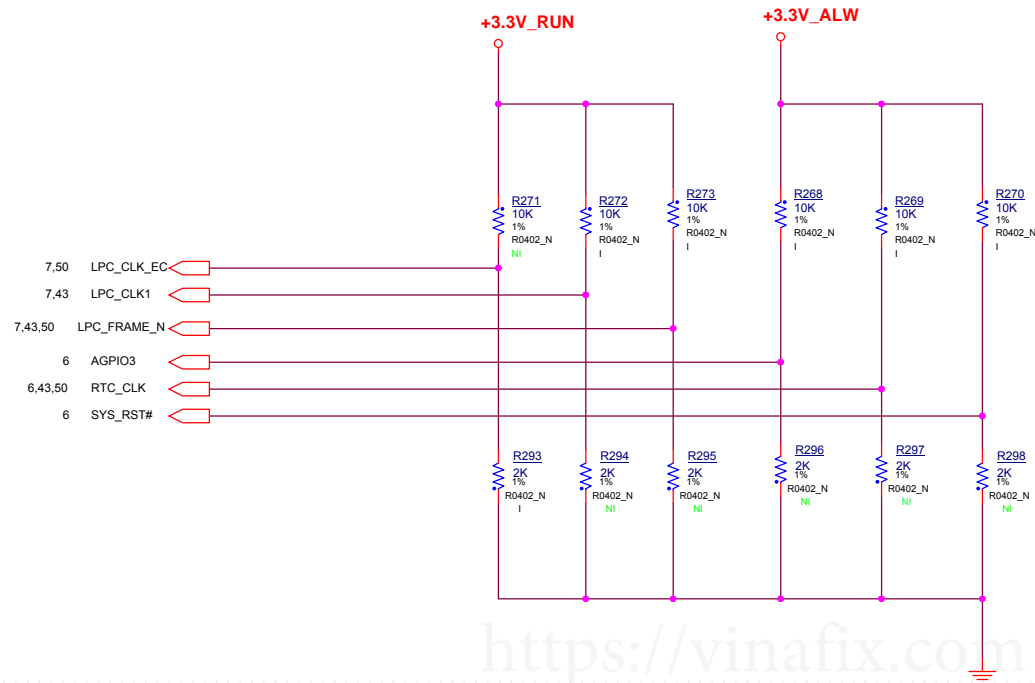 +3.3V_RUN
+3.3V_ALW
R271
10K
1%
R0402_N
NI
R272
10K
1%
R0402_N
I
R273
10K
1%
R0402_N
I
R268
10K
1%
R0402_N
I
R269
10K
1%
R0402_N
I
R270
10K
1%
R0402_N
I
7,50 LPC_CLK_EC
7,43 LPC_CLK1
7,43,50 LPC_FRAME_N
6 AGPIO3
6,43,50 RTC_CLK
6 SYS_RST#
R293
2K
1%
R0402_N
I
R294
2K
1%
R0402_N
NI
R295
2K
1%
R0402_N
NI
R296
2K
1%
R0402_N
NI
R297
2K
1%
R0402_N
NI
R298
2K
1%
R0402_N
NI
https://vinafix.com